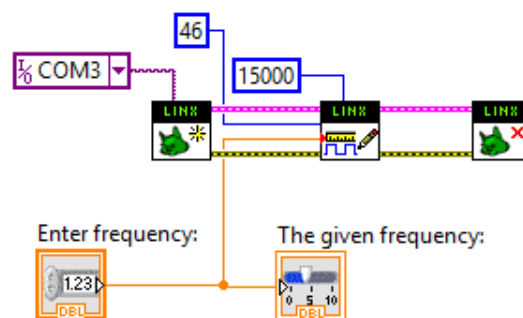 46
I/O COM3
15000
LINX
LINX
LINX
Enter frequency:
The given frequency:
1.23
DBL
0 5 10
DBL